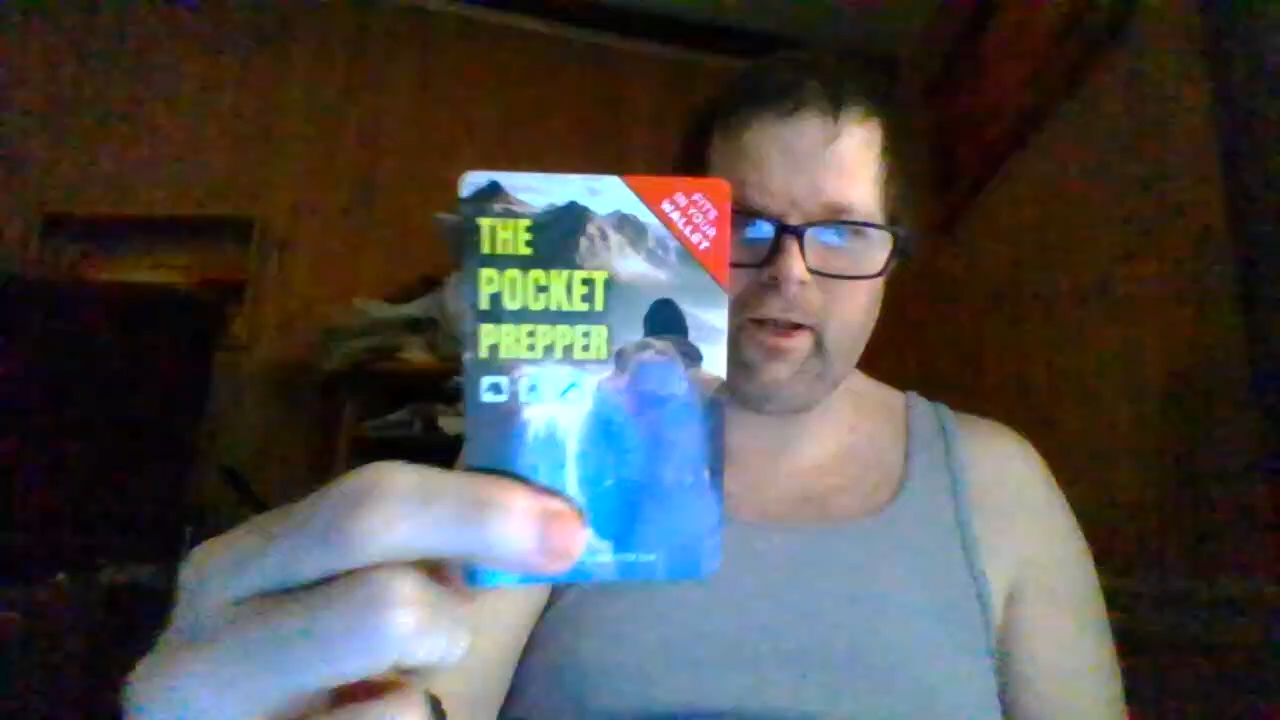 THE
POCKET
PREPPER
FITS
IN YOUR
WALLET